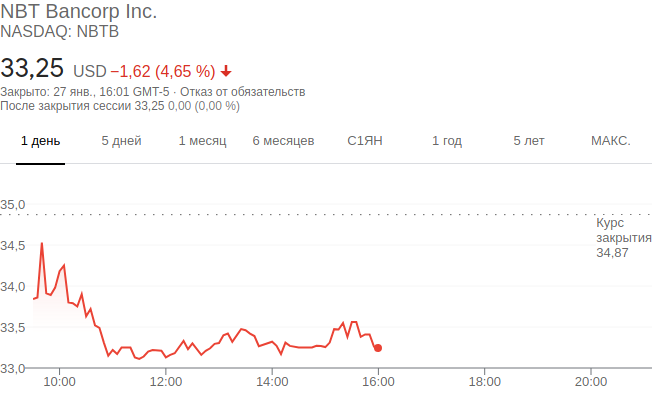 NBT Bancorp Inc.
NASDAQ: NBTB
33,25 USD −1,62 (4,65 %)
Закрыто: 27 янв., 16:01 GMT-5 · Отказ от обязательств
После закрытия сессии 33,25 0,00 (0,00 %)
1 день 5 дней 1 месяц 6 месяцев С1ЯН 1 год 5 лет МАКС.
35,0
Курс
закрытия
34,87
34,5
34,0
33,5
33,0
10:00 12:00 14:00 16:00 18:00 20:00